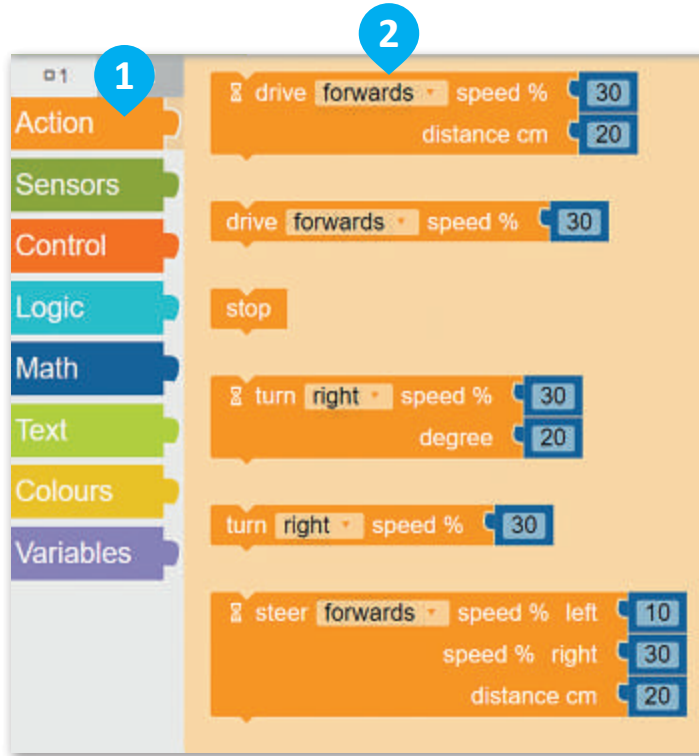 1
2
1
Action
Sensors
Control
Logic
Math
Text
Colours
Variables
drive forwards speed % 30
distance cm 20
drive forwards speed % 30
stop
turn right speed % 30
degree 20
turn right speed % 30
steer forwards speed % left 10
speed % right 30
distance cm 20